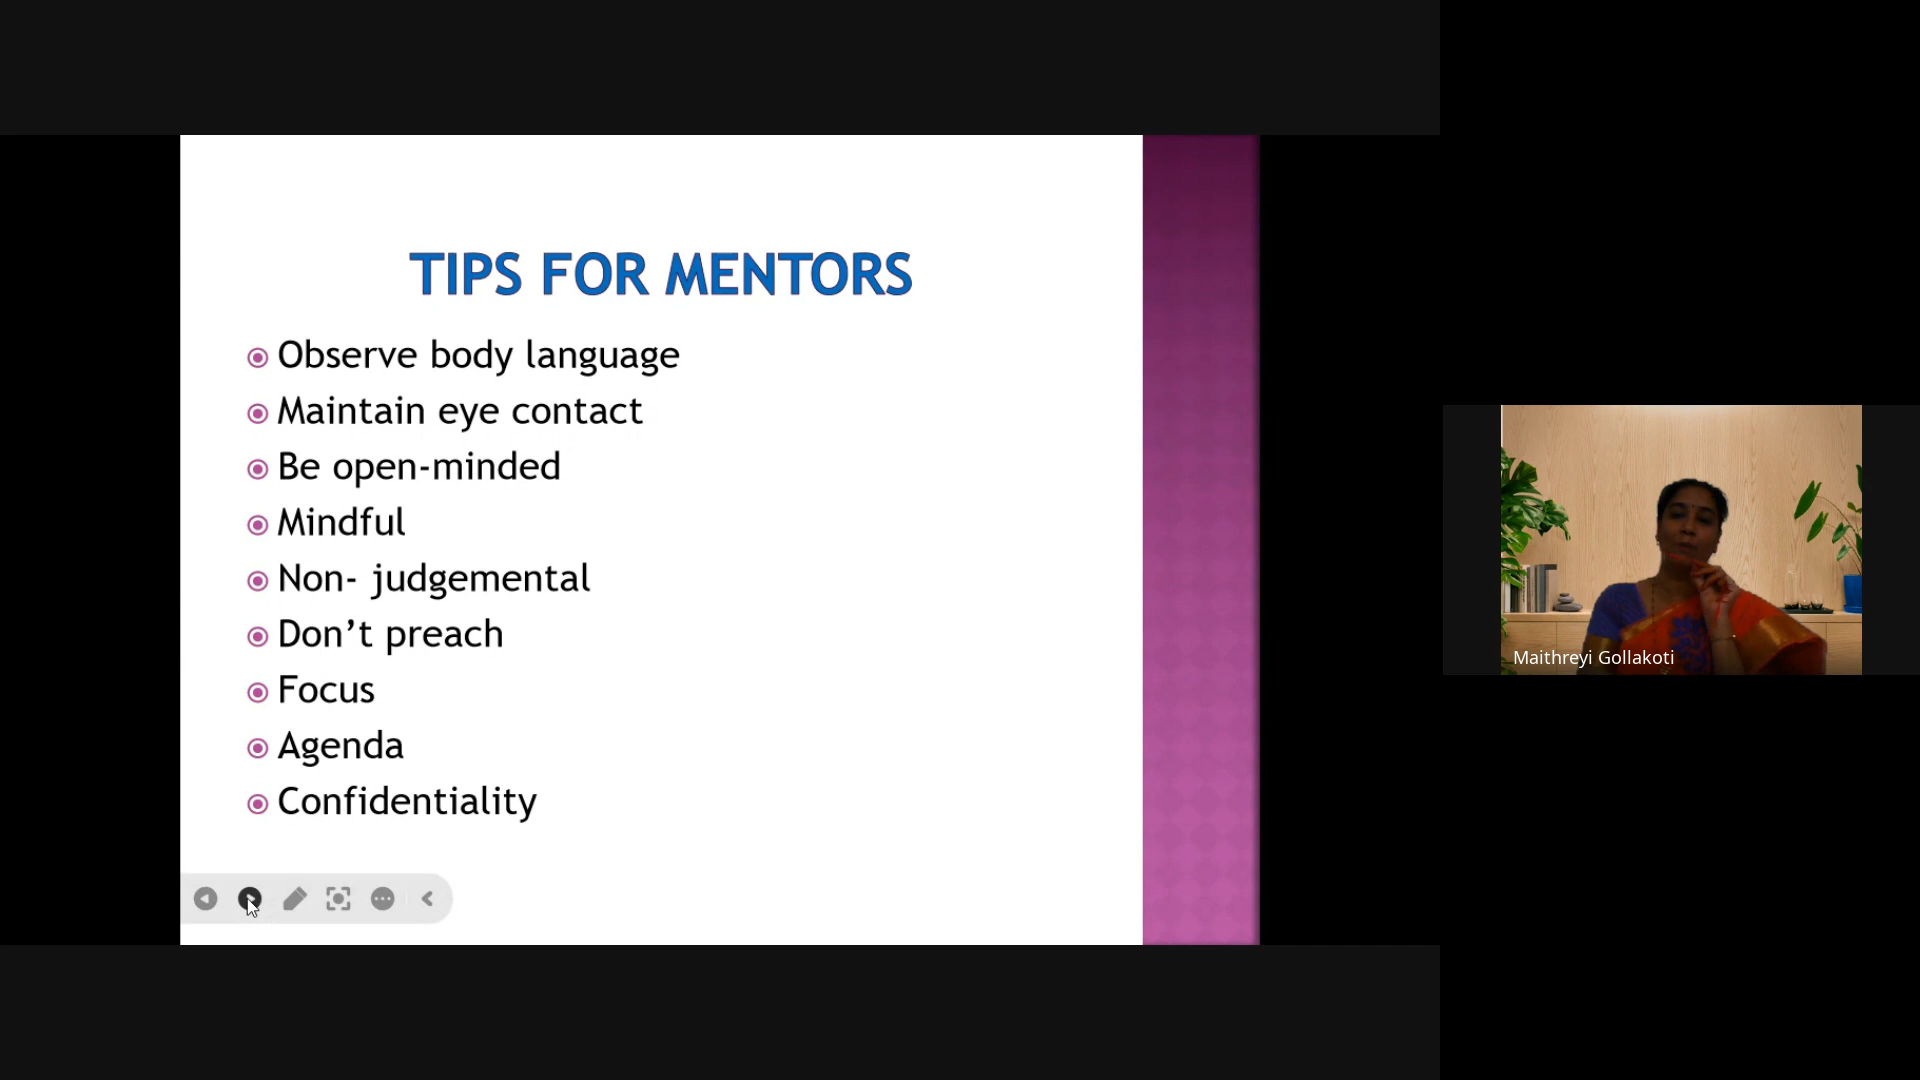 TIPS FOR MENTORS
Observe body language
Maintain eye contact
Be open-minded
Mindful
Non- judgemental
Don’t preach
Focus
Agenda
Confidentiality
Maithreyi Gollakoti